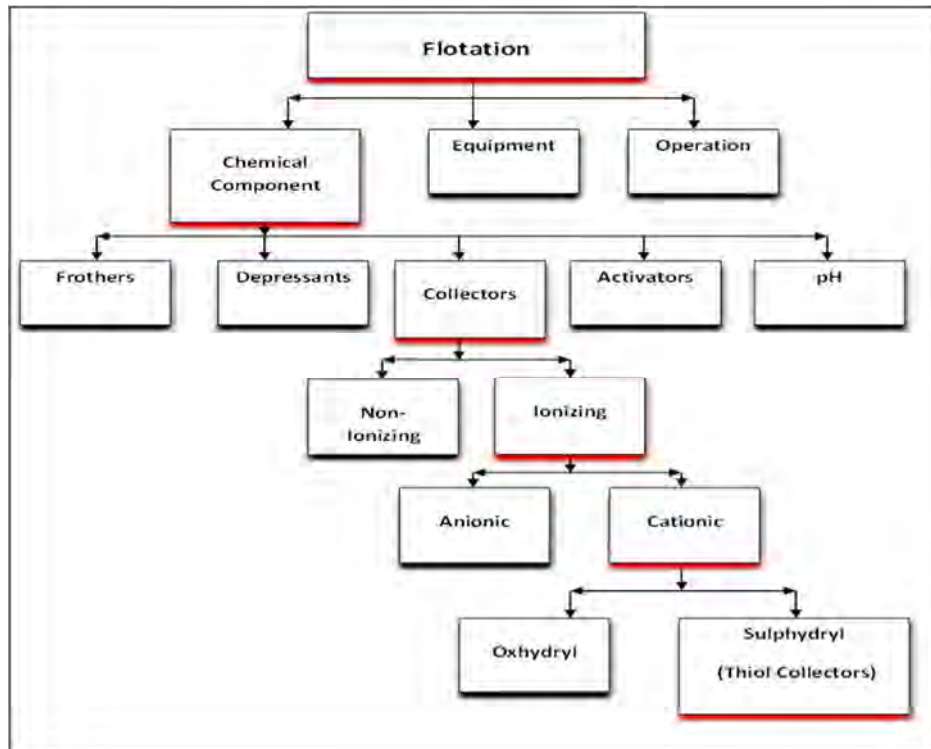 Flotation
Chemical
Component
Equipment
Operation
Frothers
Depressants
Collectors
Activators
pH
Non-
Ionizing
Ionizing
Anionic
Cationic
Oxhydryl
Sulphydryl
(Thiol Collectors)